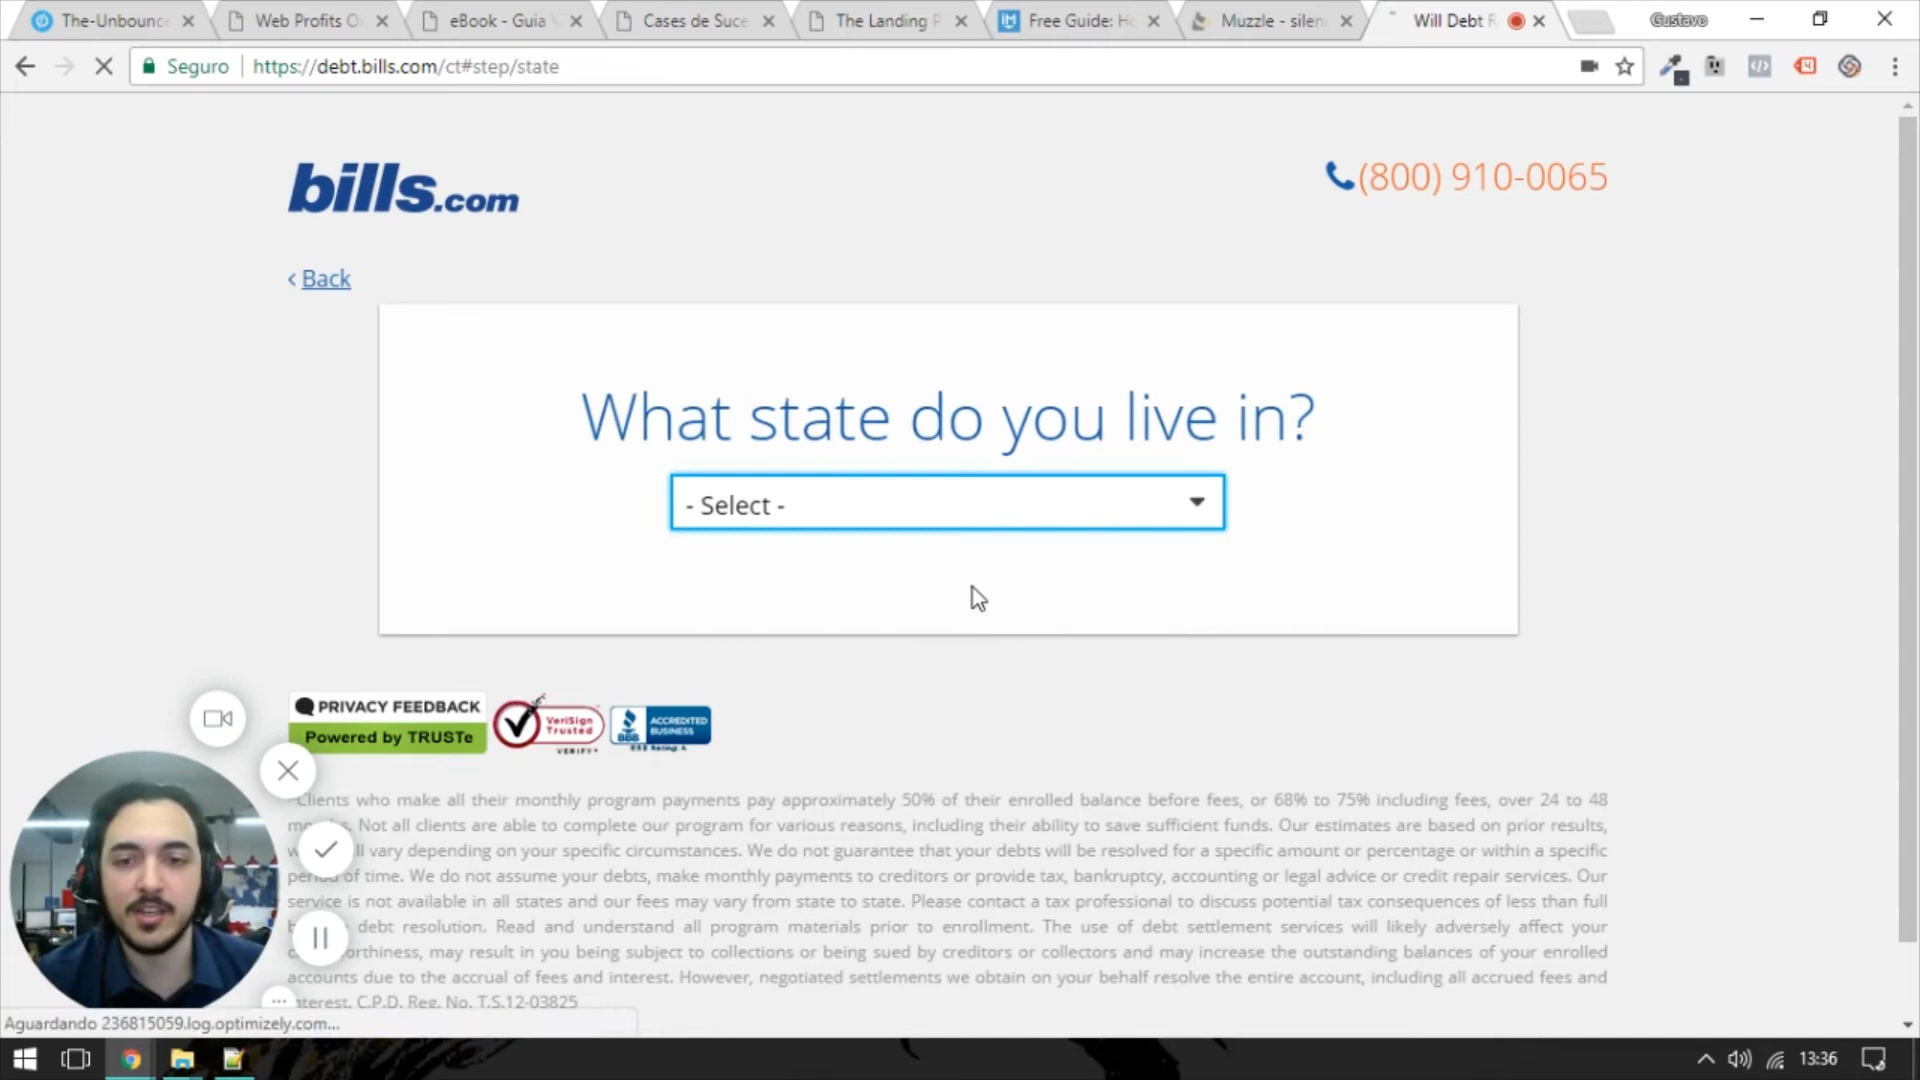 The-Unbounce
Web Profits O
eBook - Guia
Cases de Suce
The Landing P
Free Guide: H
Muzzle - silen
Will Debt R
Gustavo
Seguro
https://debt.bills.com/ct#step/state
bills.com
(800) 910-0065
‹ Back
What state do you live in?
- Select -
PRIVACY FEEDBACK
Powered by TRUSTe
VeriSign
Trusted
VERIFY
BBB
ACCREDITED
BUSINESS
BBB Rating: A
Clients who make all their monthly program payments pay approximately 50% of their enrolled balance before fees, or 68% to 75% including fees, over 24 to 48
Not all clients are able to complete our program for various reasons, including their ability to save sufficient funds. Our estimates are based on prior results,
vary depending on your specific circumstances. We do not guarantee that your debts will be resolved for a specific amount or percentage or within a specific
period of time. We do not assume your debts, make monthly payments to creditors or provide tax, bankruptcy, accounting or legal advice or credit repair services. Our
service is not available in all states and our fees may vary from state to state. Please contact a tax professional to discuss potential tax consequences of less than full
debt resolution. Read and understand all program materials prior to enrollment. The use of debt settlement services will likely adversely affect your
orthiness, may result in you being subject to collections or being sued by creditors or collectors and may increase the outstanding balances of your enrolled
accounts due to the accrual of fees and interest. However, negotiated settlements we obtain on your behalf resolve the entire account, including all accrued fees and
nterest. C.P.D. Reg. No. T.S.12-03825
Aguardando 236815059.log.optimizely.com...
13:36